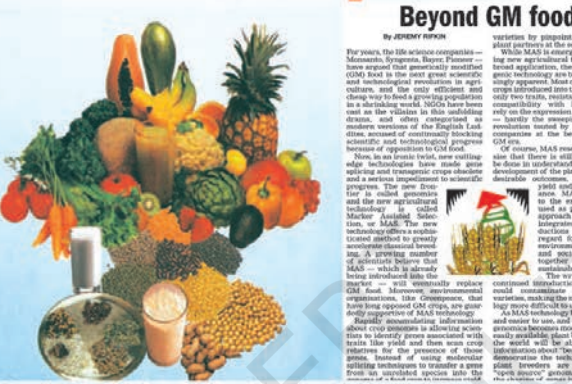 Beyond GM food
By JEREMY RIFKIN
For years, the life science companies —
Monsanto, Syngenta, Bayer, Pioneer —
have argued that genetically modified
(GM) food is the next great scientific
and technological revolution in agri-
culture, and the only efficient and
cheap way to feed a growing population
in a shrinking world. NGOs have been
cast as the villains in this unfolding
drama, and often categorised as
modern versions of the English Lud-
dites, accused of continually blocking
scientific and technological progress
because of opposition to GM food.
Now, in an ironic twist, new cutting-
edge technologies have made gene
splicing and transgenic crops obsolete
and a serious impediment to scientific
progress. The new fron-
tier is called genomics
and the new agricultural
technology is called
Marker Assisted Selec-
tion, or MAS. The new
technology offers a sophis-
ticated method to greatly
accelerate classical breed-
ing. A growing number
of scientists believe that
MAS — which is already
being introduced into the
market — will eventually replace
GM food. Moreover, environmental
organisations, like Greenpeace, that
have long opposed GM crops, are guar-
dedly supportive of MAS technology
Rapidly accumulating information
about crop genomes is allowing scien-
tists to identify genes associated with
traits like yield and then scan crop
relatives for the presence of those
genes. Instead of using molecular
splicing techniques to transfer a gene
from an unrelated species into the
varieties by pinpoint
plant partners at the s
While MAS is emerg
ing new agricultural
broad application, the
genic technology are b
singly apparent. Most
crops introduced into t
only two traits, resist
compatibility with
rely on the expression
— hardly the sweepin
revolution touted by
companies at the be
GM era.
Of course, MAS rese
sise that there is still
be done in understand
development of the pla
desirable outcomes.
yield and
ance. MA
to the en
used as p
approach
integrates
ductions
regard f
environm
and soci
together
sustainab
The wr
continued introductio
could contaminate
varieties, making the s
logy more difficult to
As MAS technology b
and easier to use, and
genomics becomes mo
easily available, plant
the world will be al
information about "be
democratise the techn
plant breeders are
"open source" genom